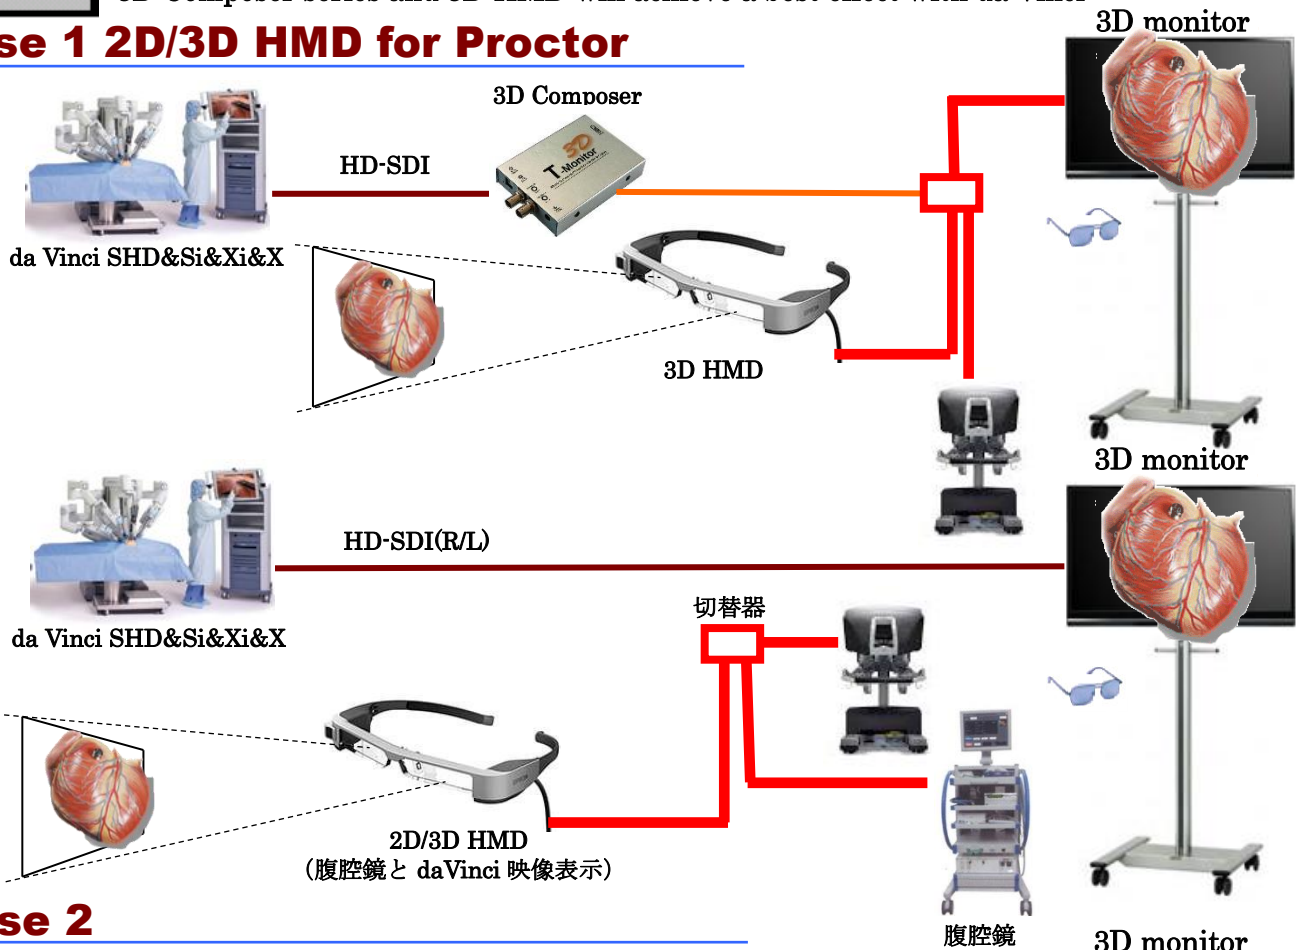 3D monitor
se 1 2D/3D HMD for Proctor
3D Composer
3D
T-Monitor
HD-SDI
da Vinci SHD&Si&Xi&X
3D HMD
3D monitor
HD-SDI(R/L)
切替器
da Vinci SHD&Si&Xi&X
2D/3D HMD
（腹腔鏡と daVinci 映像表示）
se 2
腹腔鏡
3D monitor